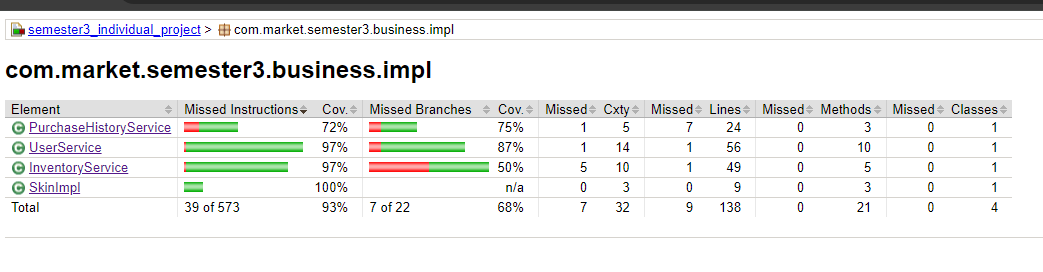 semester3_individual_project > com.market.semester3.business.impl
com.market.semester3.business.impl
Element Missed Instructions Cov. Missed Branches Cov. Missed Cxty Missed Lines Missed Methods Missed Classes
PurchaseHistoryService 72% 75% 1 5 7 24 0 3 0 1
UserService 97% 87% 1 14 1 56 0 10 0 1
InventoryService 97% 50% 5 10 1 49 0 5 0 1
SkinImpl 100% n/a 0 3 0 9 0 3 0 1
Total 39 of 573 93% 7 of 22 68% 7 32 9 138 0 21 0 4